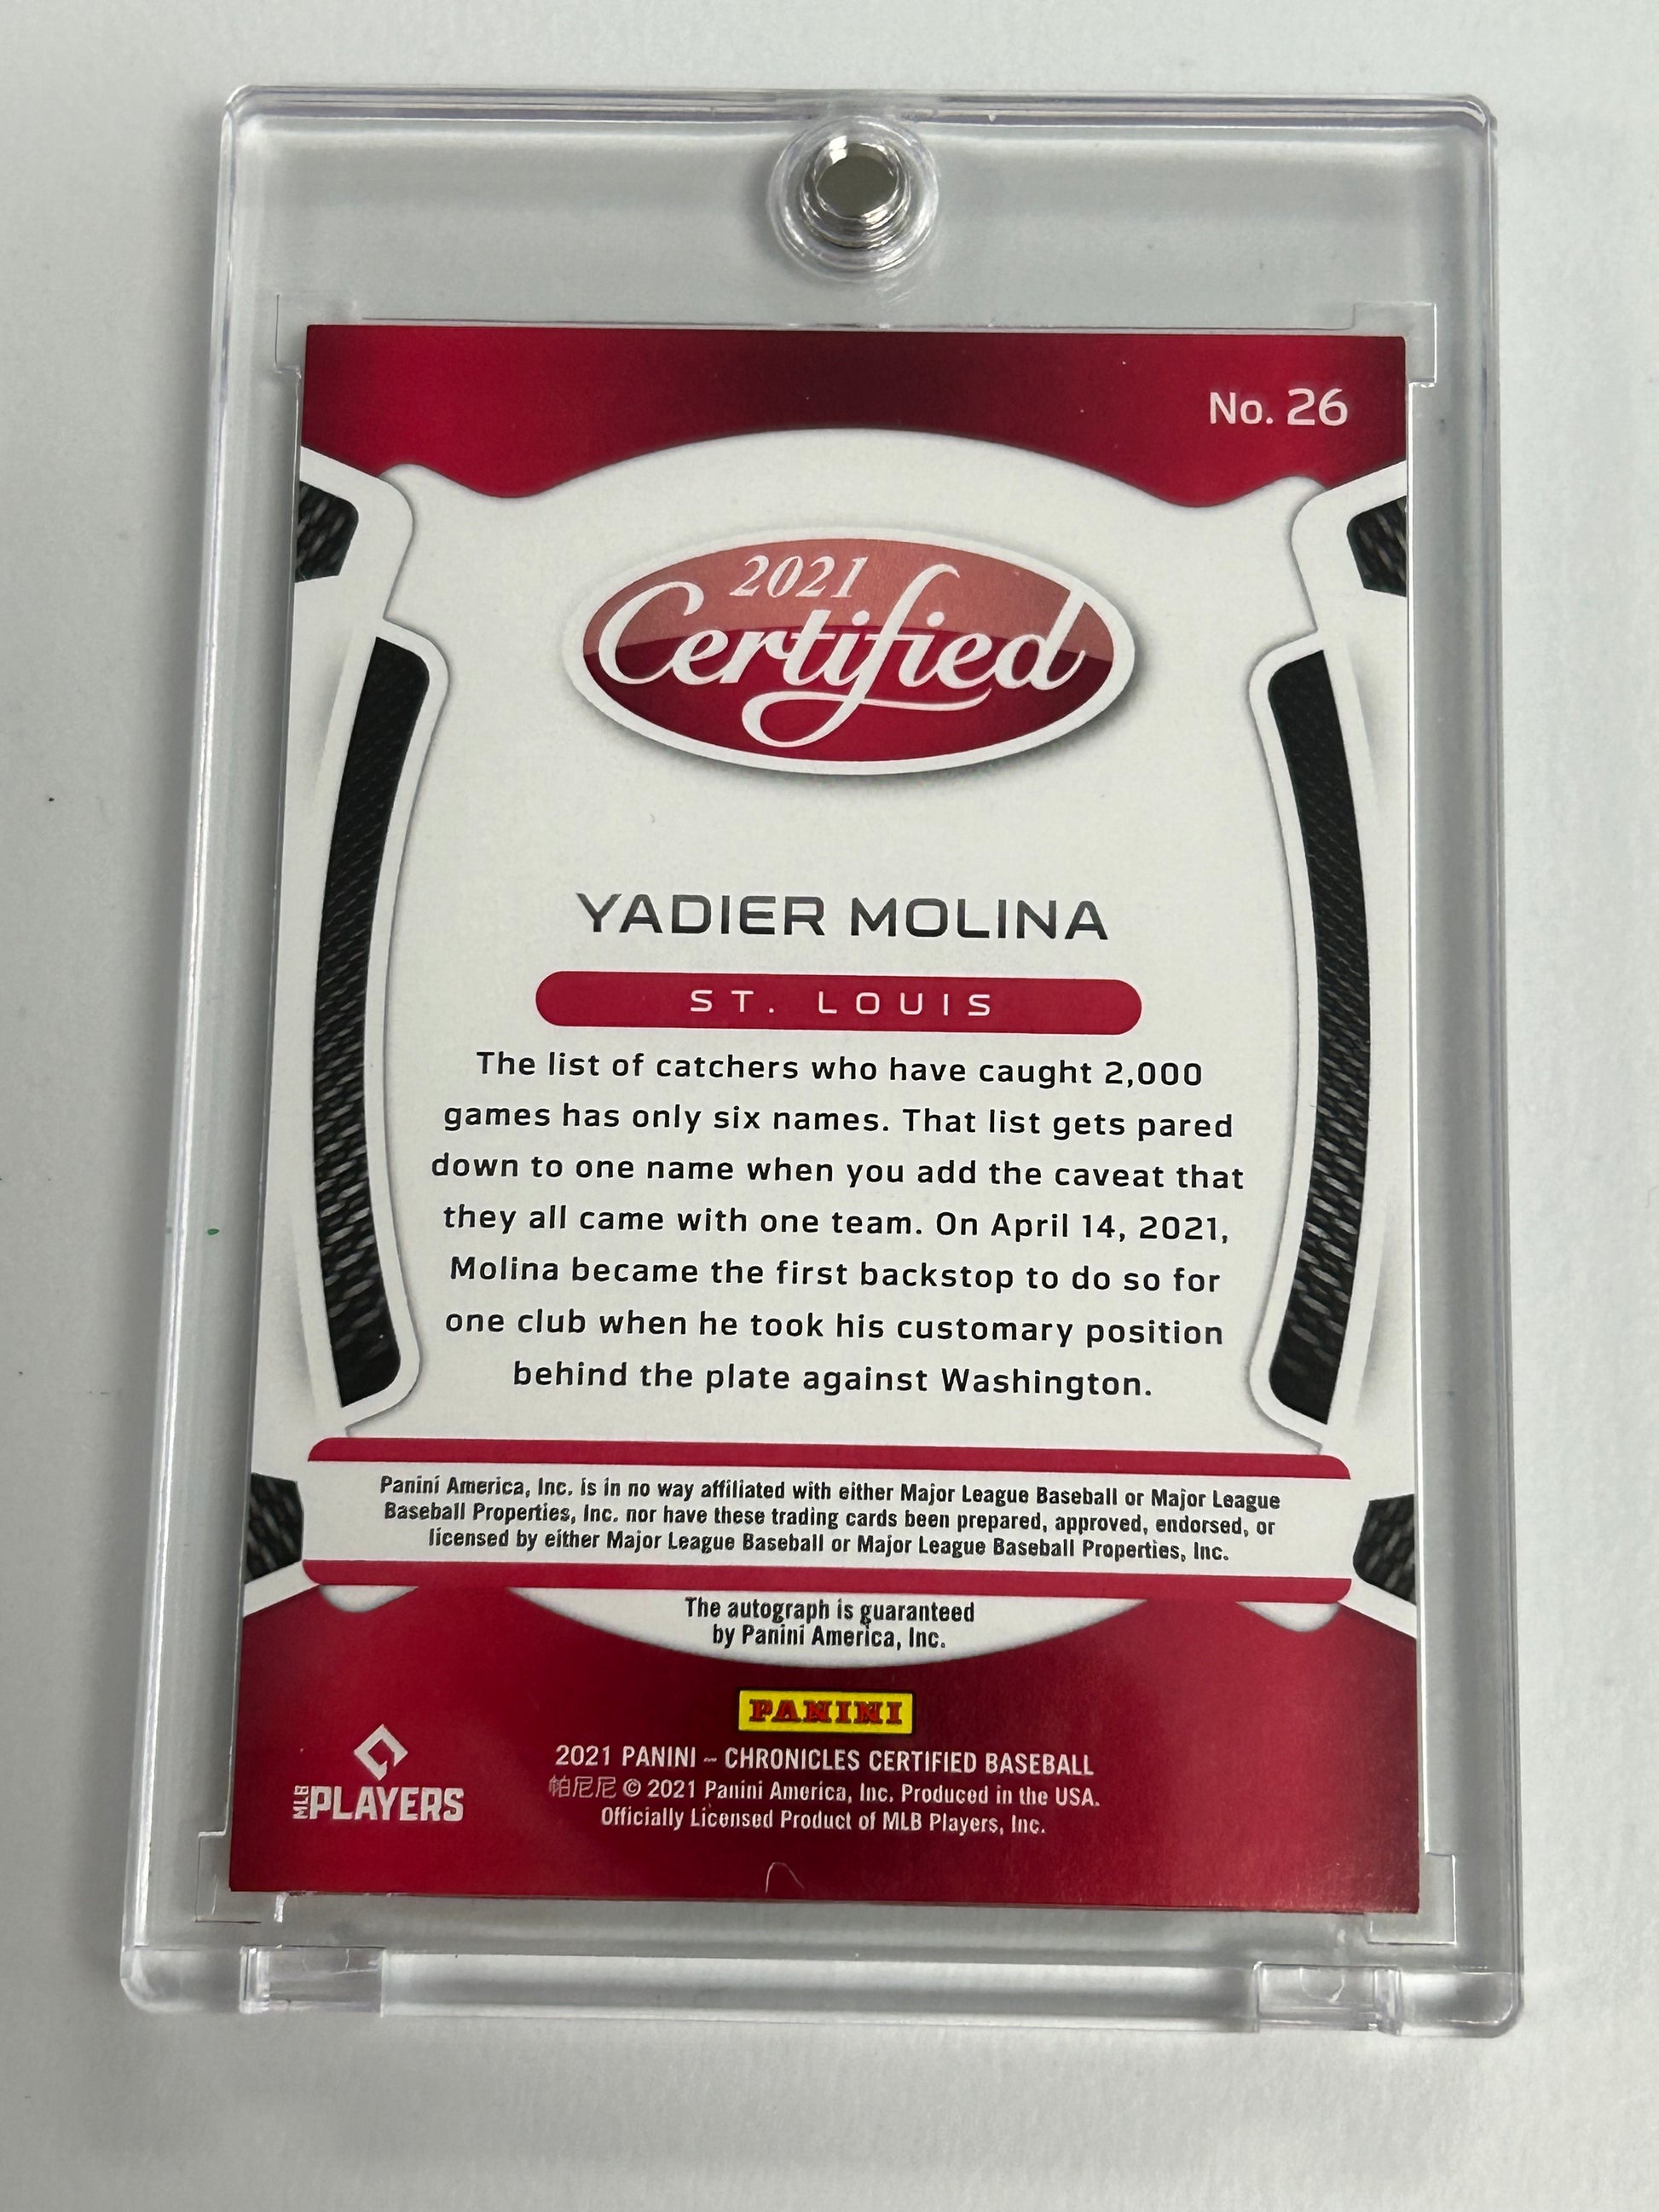 No. 26
2021
Certified
YADIER MOLINA
ST. LOUIS
The list of catchers who have caught 2,000
games has only six names. That list gets pared
down to one name when you add the caveat that
they all came with one team. On April 14, 2021,
Molina became the first backstop to do so for
one club when he took his customary position
behind the plate against Washington.
Panini America, Inc. is in no way affiliated with either Major League Baseball or Major League
Baseball Properties, Inc. nor have these trading cards been prepared, approved, endorsed, or
licensed by either Major League Baseball or Major League Baseball Properties, Inc.
The autograph is guaranteed
by Panini America, Inc.
PANINI
MLB PLAYERS
2021 PANINI – CHRONICLES CERTIFIED BASEBALL
帕尼尼 © 2021 Panini America, Inc. Produced in the USA.
Officially Licensed Product of MLB Players, Inc.